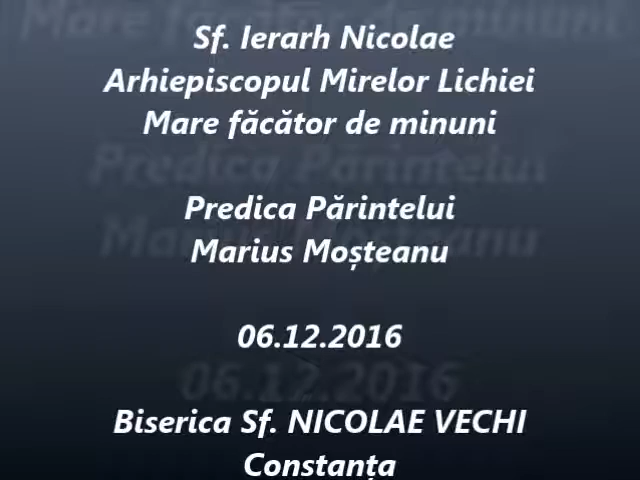 Sf. Ierarh Nicolae
Arhiepiscopul Mirelor Lichiei
Mare făcător de minuni
Predica Părintelui
Marius Moșteanu
06.12.2016
Biserica Sf. NICOLAE VECHI
Constanța